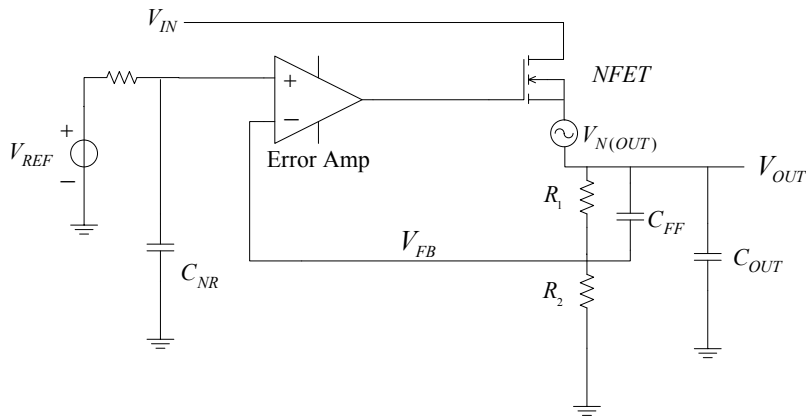 V_IN
NFET
+
−
V_N(OUT)
Error Amp
+
V_REF
−
V_OUT
R_1
C_FF
V_FB
C_OUT
C_NR
R_2